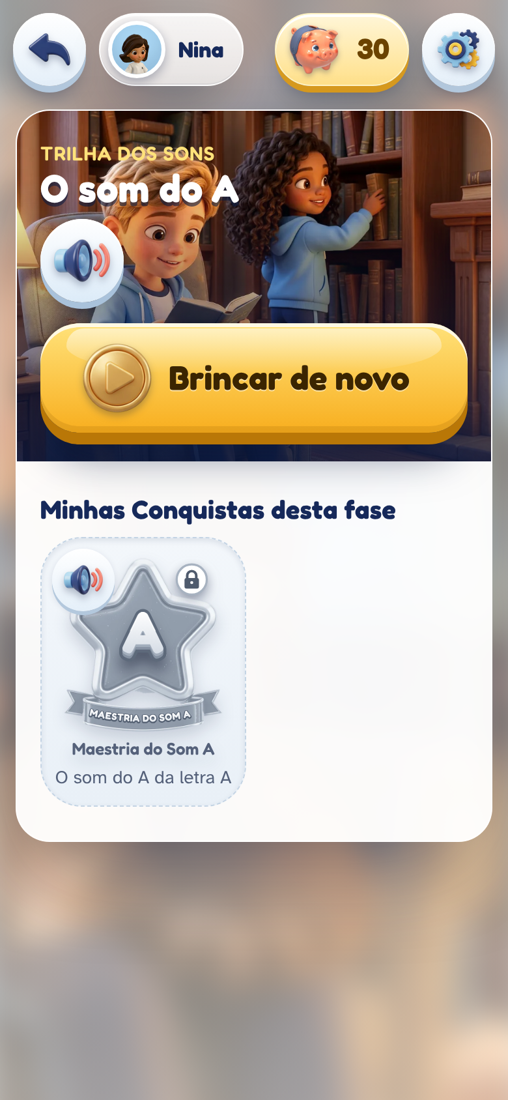 Nina
30
TRILHA DOS SONS
O som do A
Brincar de novo
Minhas Conquistas desta fase
A
MAESTRIA DO SOM A
Maestria do Som A
O som do A da letra A